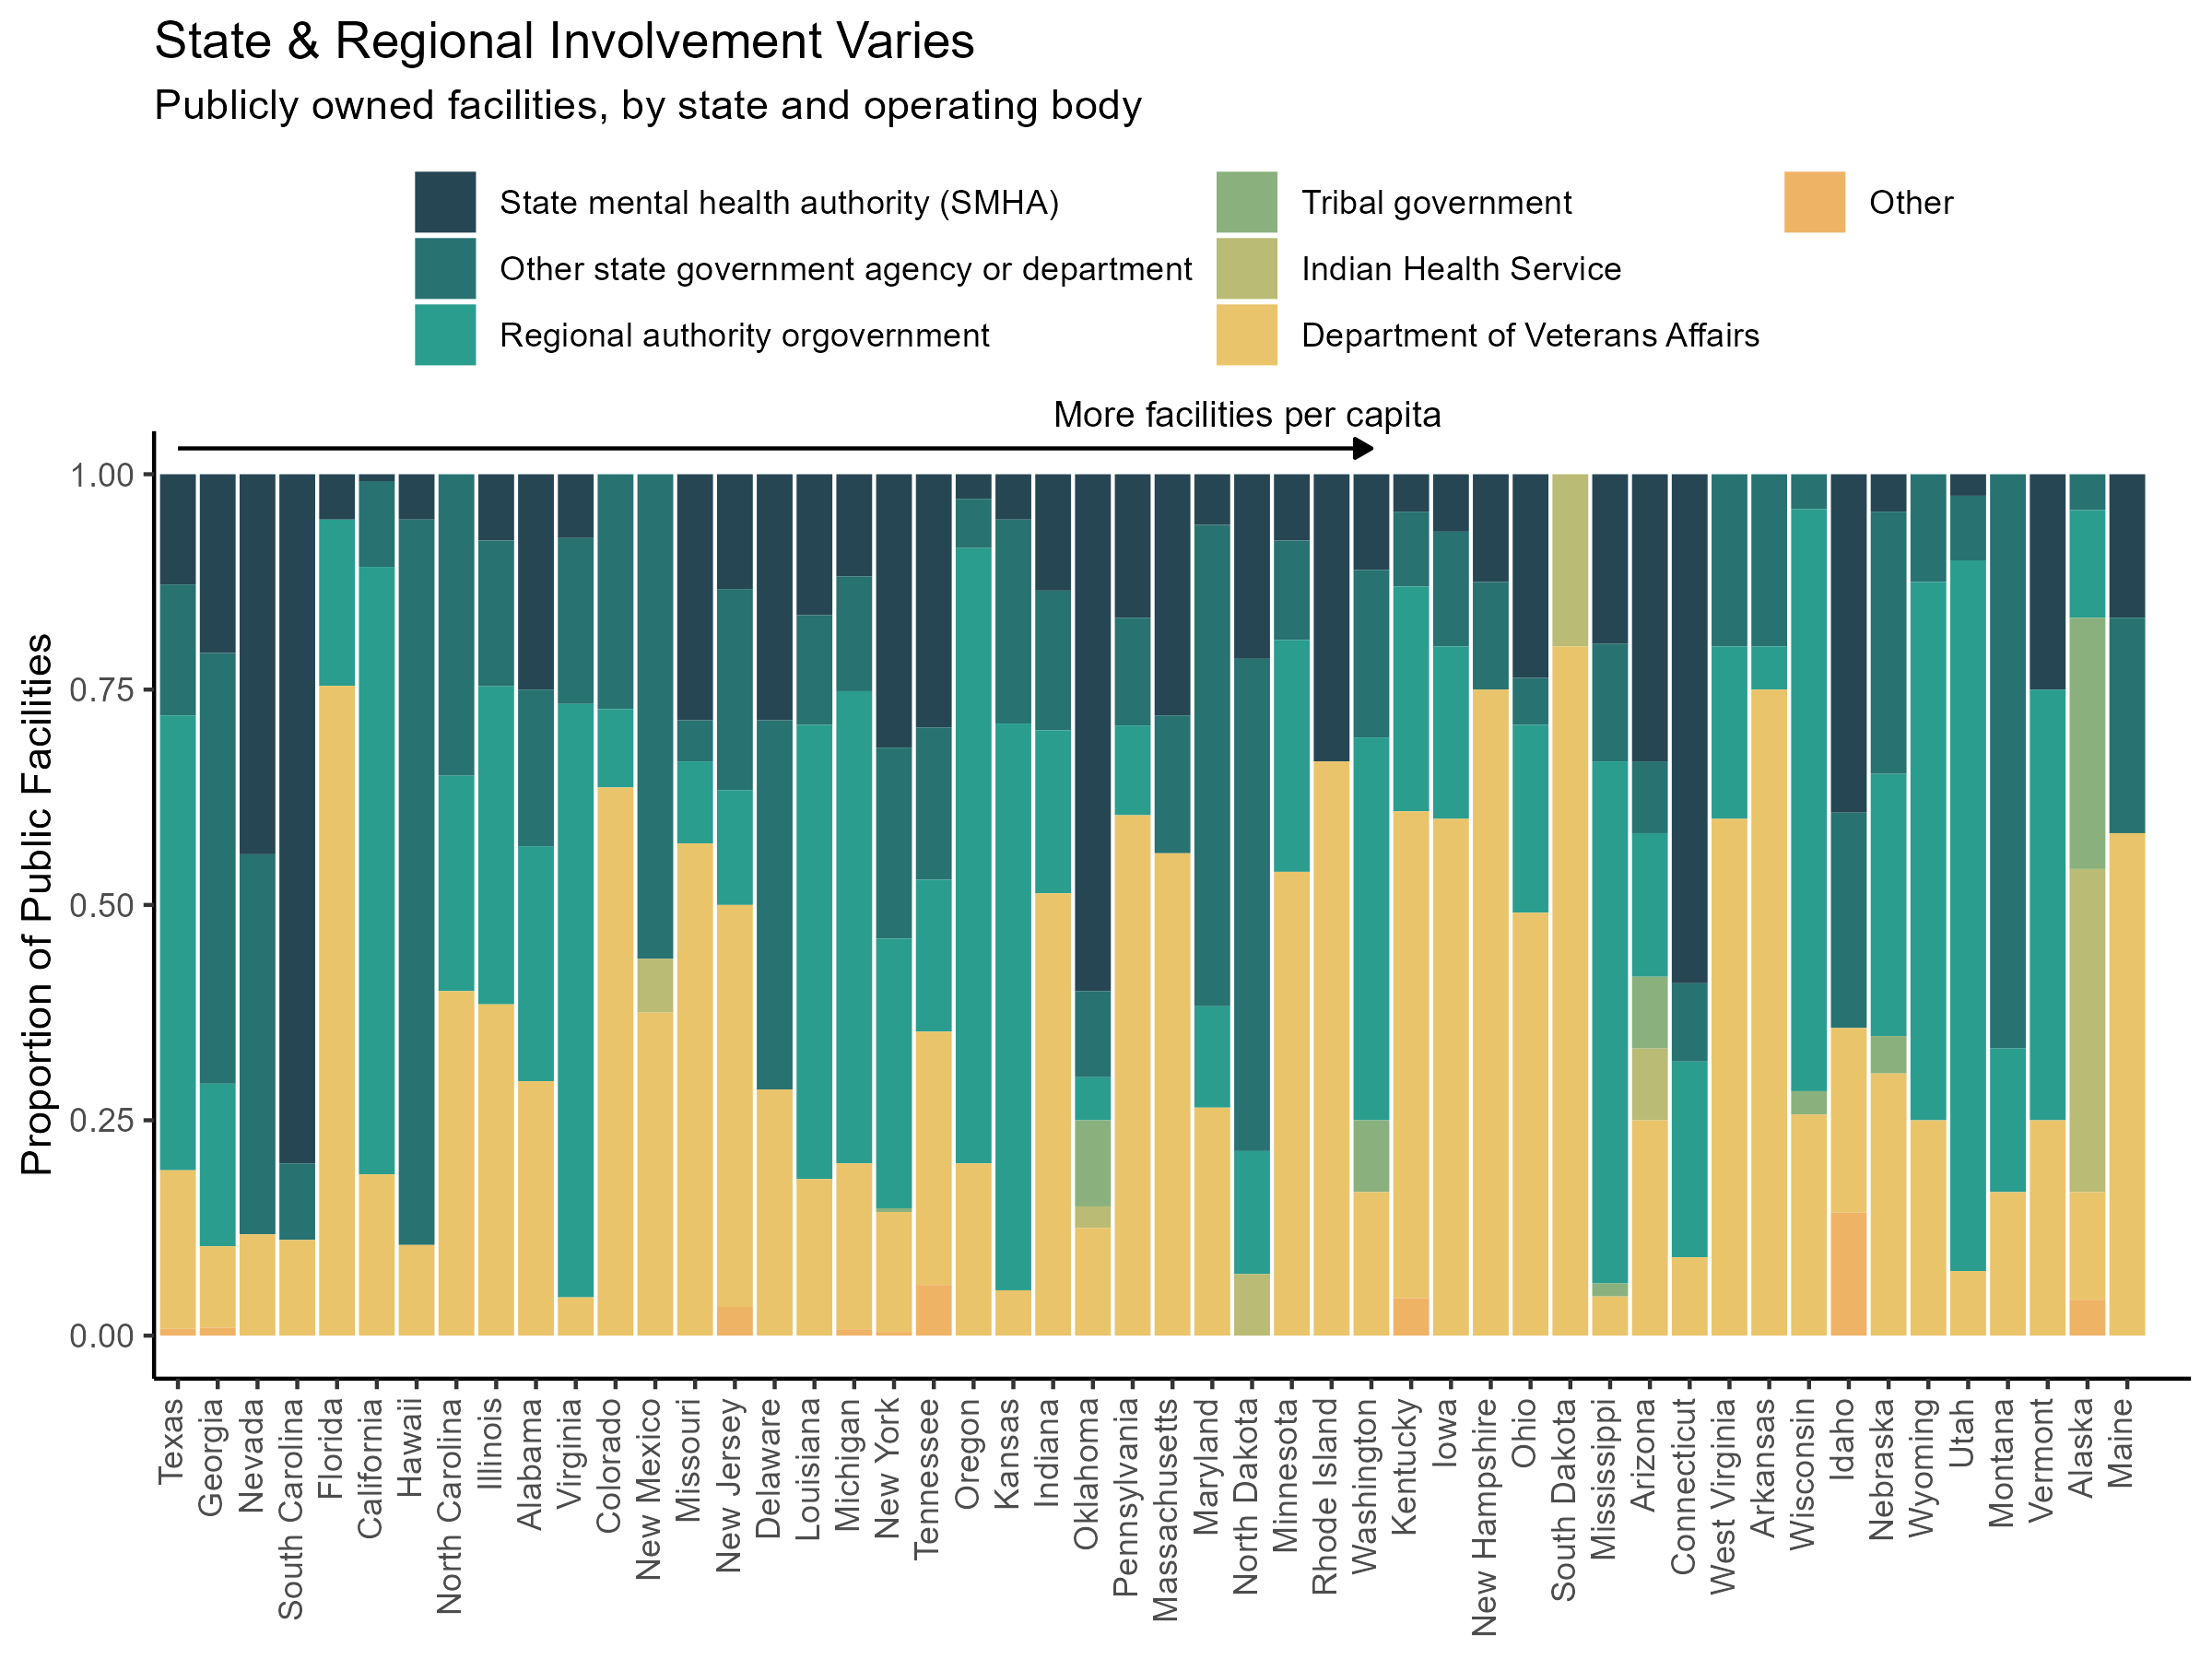 State & Regional Involvement Varies
Publicly owned facilities, by state and operating body
State mental health authority (SMHA)
Other state government agency or department
Regional authority orgovernment
Tribal government
Indian Health Service
Department of Veterans Affairs
Other
More facilities per capita
Proportion of Public Facilities
1.00
0.75
0.50
0.25
0.00
Texas
Georgia
Nevada
South Carolina
Florida
California
Hawaii
North Carolina
Illinois
Alabama
Virginia
Colorado
New Mexico
Missouri
New Jersey
Delaware
Louisiana
Michigan
New York
Tennessee
Oregon
Kansas
Indiana
Oklahoma
Pennsylvania
Massachusetts
Maryland
North Dakota
Minnesota
Rhode Island
Washington
Kentucky
Iowa
New Hampshire
Ohio
South Dakota
Mississippi
Arizona
Connecticut
West Virginia
Arkansas
Wisconsin
Idaho
Nebraska
Wyoming
Utah
Montana
Vermont
Alaska
Maine